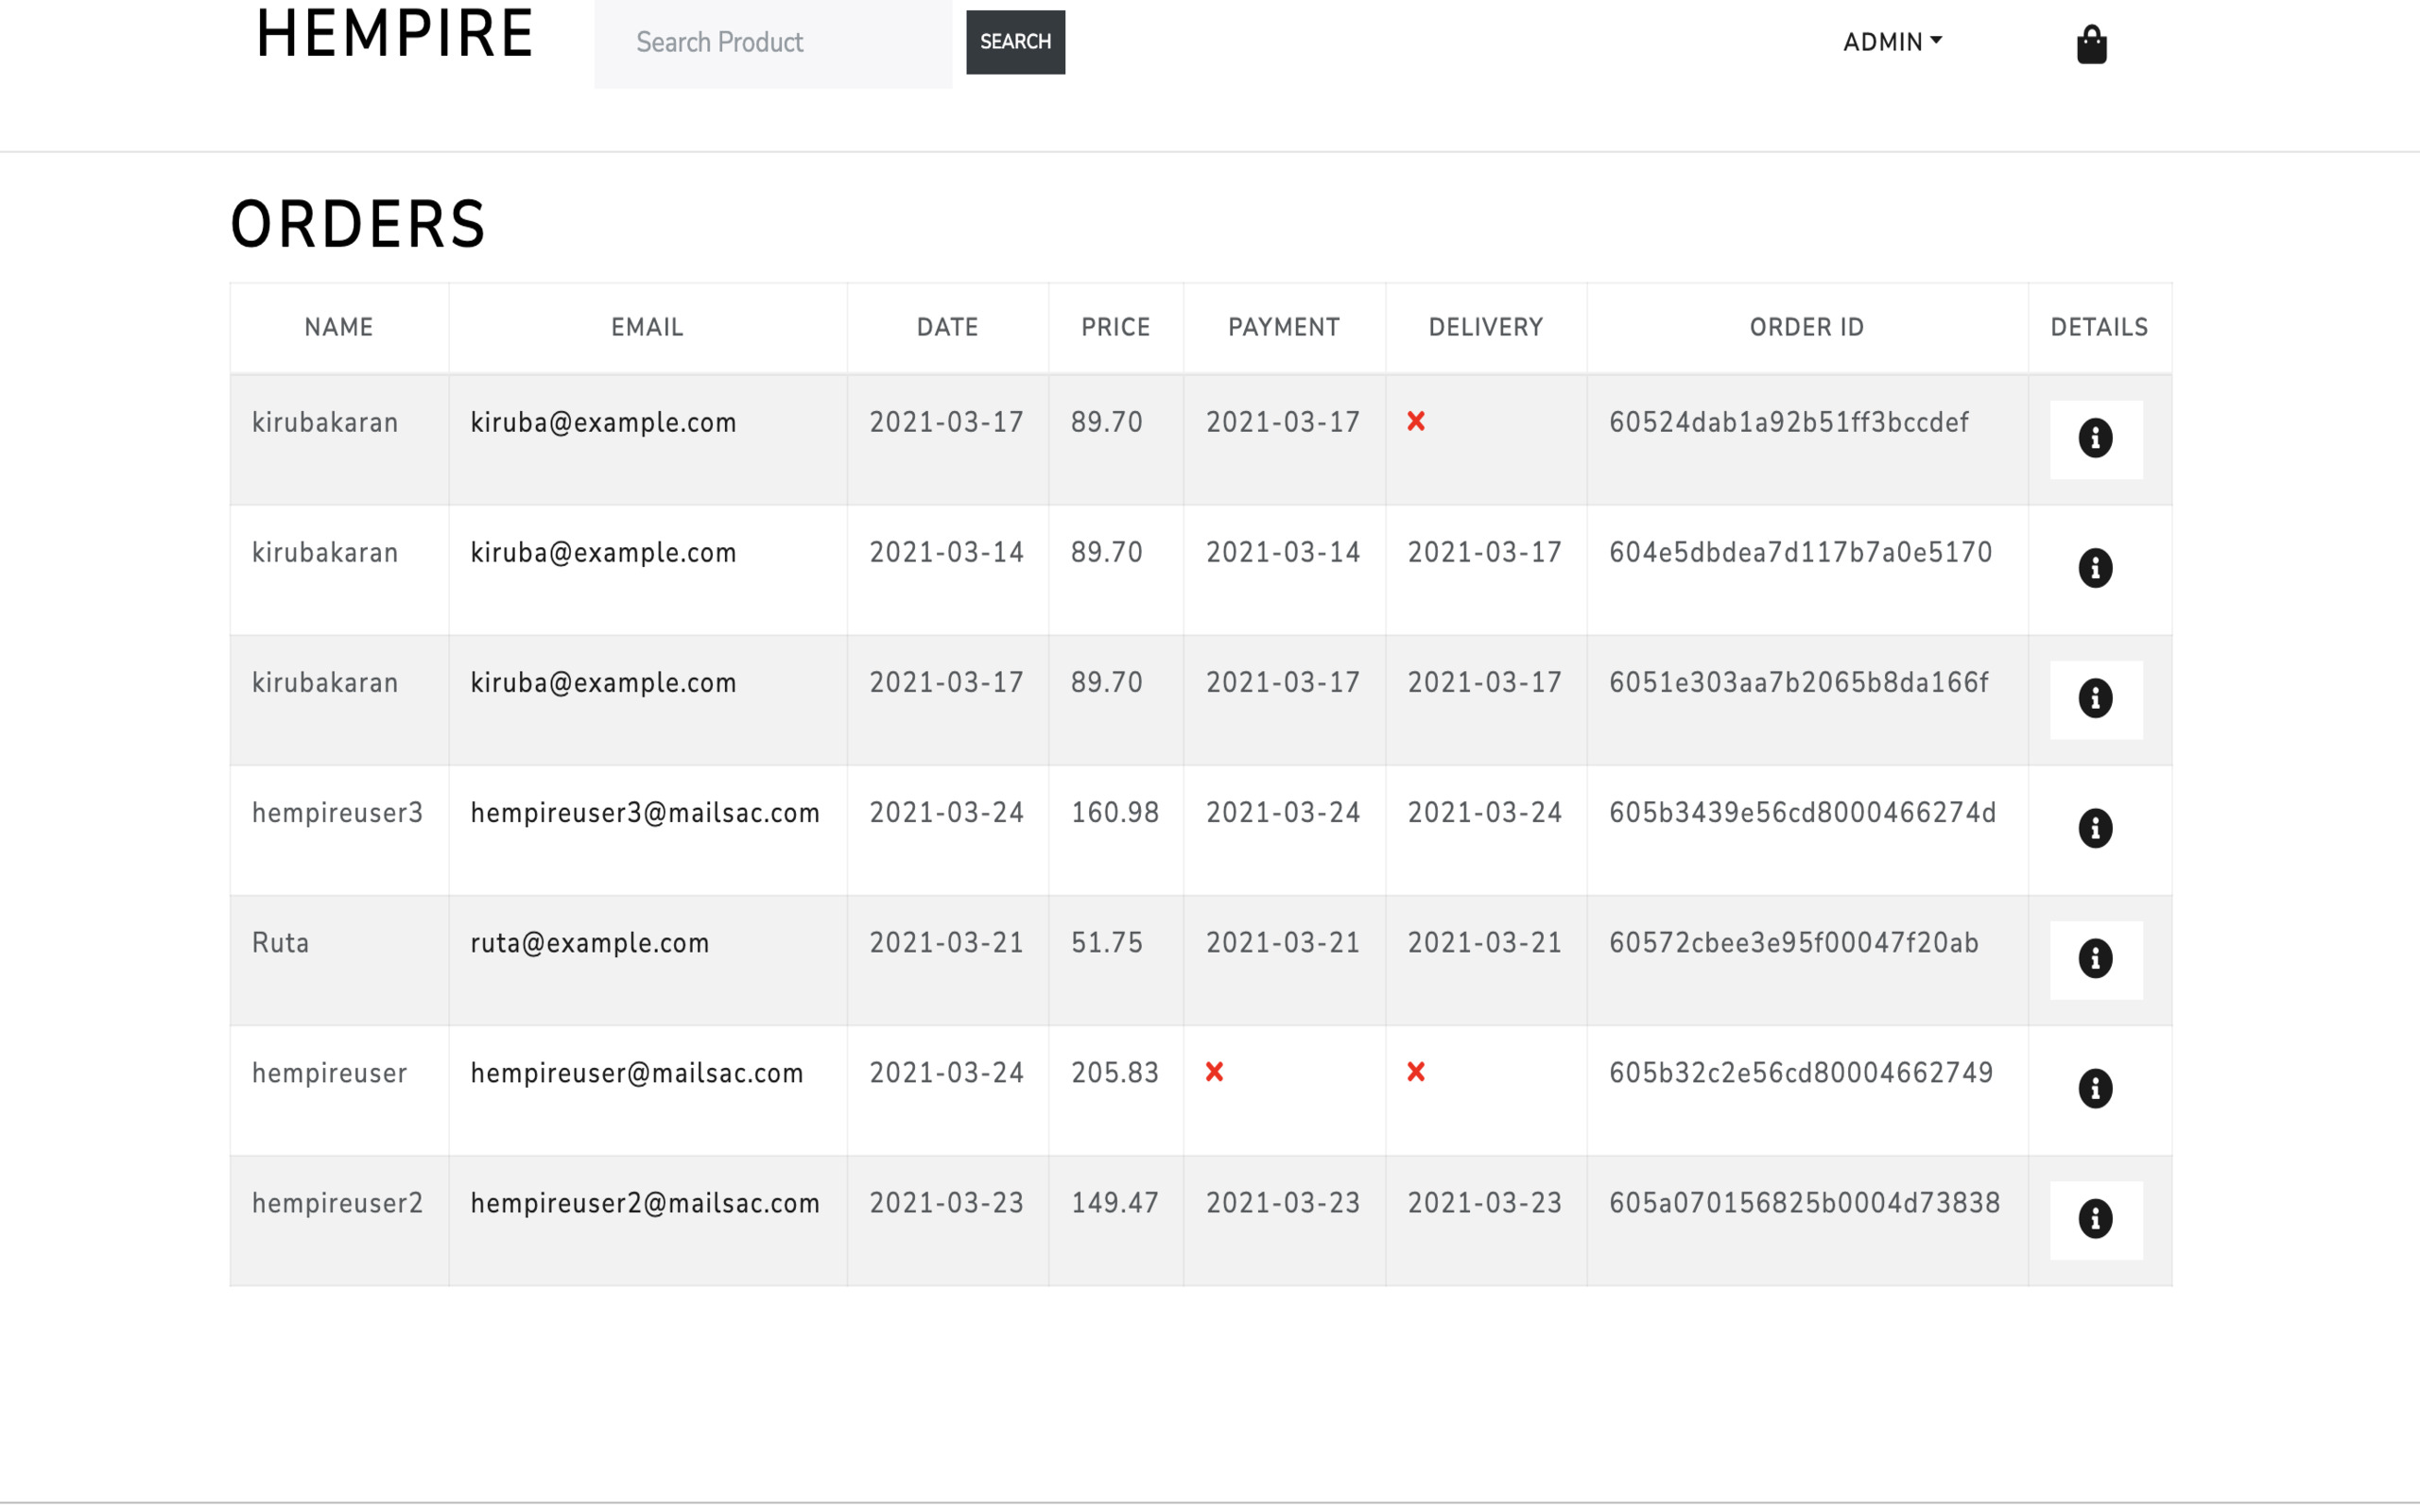 HEMPIRE Search Product SEARCH ADMIN
ORDERS
NAME EMAIL DATE PRICE PAYMENT DELIVERY ORDER ID DETAILS
kirubakaran kiruba@example.com 2021-03-17 89.70 2021-03-17 60524dab1a92b51ff3bccdef
kirubakaran kiruba@example.com 2021-03-14 89.70 2021-03-14 2021-03-17 604e5dbdea7d117b7a0e5170
kirubakaran kiruba@example.com 2021-03-17 89.70 2021-03-17 2021-03-17 6051e303aa7b2065b8da166f
hempireuser3 hempireuser3@mailsac.com 2021-03-24 160.98 2021-03-24 2021-03-24 605b3439e56cd8000466274d
Ruta ruta@example.com 2021-03-21 51.75 2021-03-21 2021-03-21 60572cbee3e95f00047f20ab
hempireuser hempireuser@mailsac.com 2021-03-24 205.83 605b32c2e56cd80004662749
hempireuser2 hempireuser2@mailsac.com 2021-03-23 149.47 2021-03-23 2021-03-23 605a070156825b0004d73838